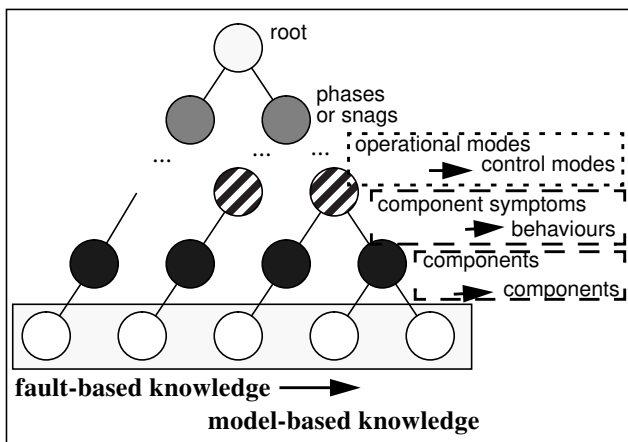 root
phases
or snags
... ... ...
operational modes
control modes
component symptoms
behaviours
components
components
fault-based knowledge
model-based knowledge